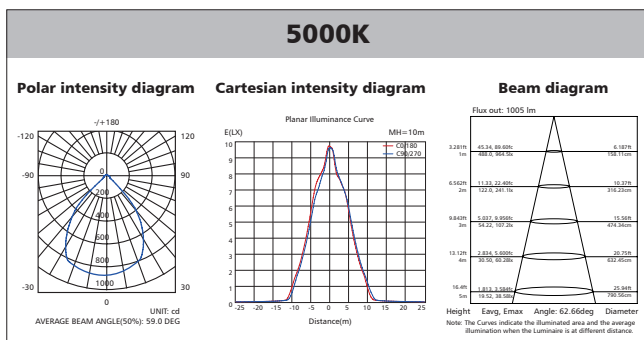 5000K
Polar intensity diagram
-/+180
-120
120
-90
90
0
200
400
600
800
1000
-30
30
0
UNIT: cd
AVERAGE BEAM ANGLE(50%): 59.0 DEG
Cartesian intensity diagram
Planar Illuminance Curve
E(LX)
MH=10m
C0/180
C90/270
10
9
8
7
6
5
4
3
2
1
0
-25 -20 -15 -10 -5 0 5 10 15 20 25
Distance(m)
Beam diagram
Flux out: 1005 lm
3.281ft 45.34, 89.60fc 6.187ft
1m 488.0, 964.5lx 158.11cm
6.562ft 11.33, 22.40fc 10.37ft
2m 122.0, 241.1lx 316.23cm
9.843ft 5.037, 9.956fc 15.56ft
3m 54.22, 107.2lx 474.34cm
13.12ft 2.834, 5.600fc 20.75ft
4m 30.50, 60.28lx 632.45cm
16.4ft 1.813, 3.584fc 25.94ft
5m 19.52, 38.58lx 790.56cm
Height Eavg, Emax Angle: 62.66deg Diameter
Note: The Curves indicate the illuminated area and the average
illumination when the Luminaire is at different distance.